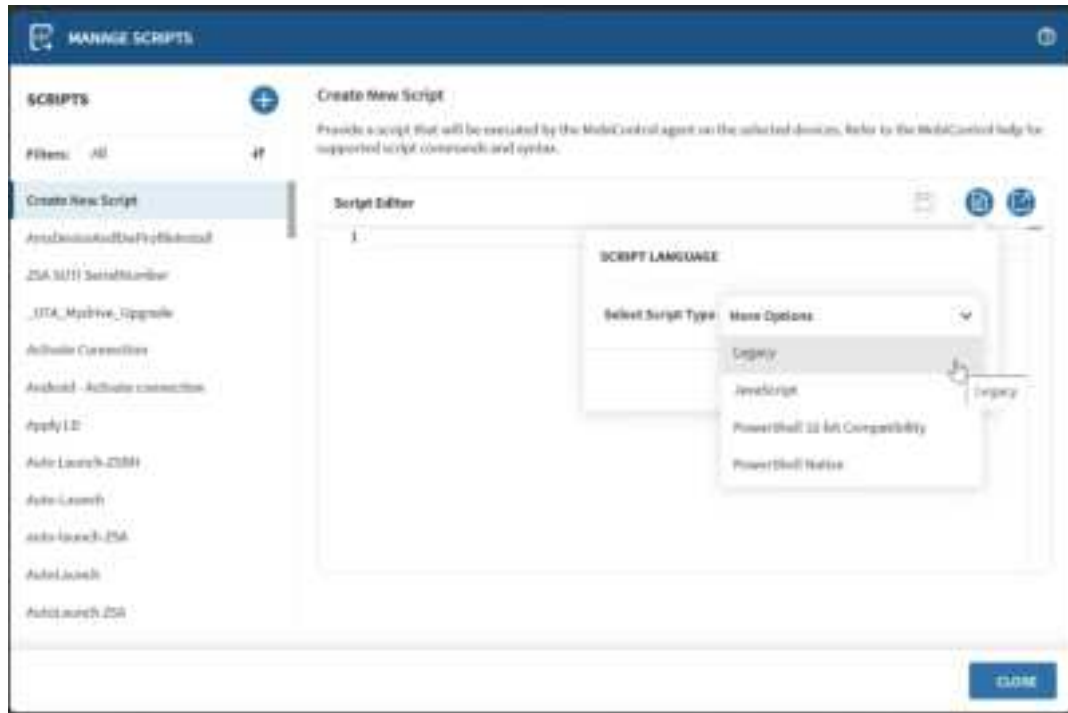 MANAGE SCRIPTS
SCRIPTS
Filters: All
Create New Script
ZSA SOTI SerialNumber
_UTA_Mydrive_Upgrade
Activate Connection
Android - Activate connection
Apply LD
Auto Launch ZSBN
Auto-Launch
auto-launch ZSA
AutoLaunch
AutoLaunch ZSA
Create New Script
Provide a script that will be executed by the MobiControl agent on the selected devices. Refer to the MobiControl help for
supported script commands and syntax.
Script Editor
1
SCRIPT LANGUAGE
Select Script Type More Options
Legacy
Legacy
JavaScript
PowerShell 32-bit Compatibility
PowerShell Native
CLOSE